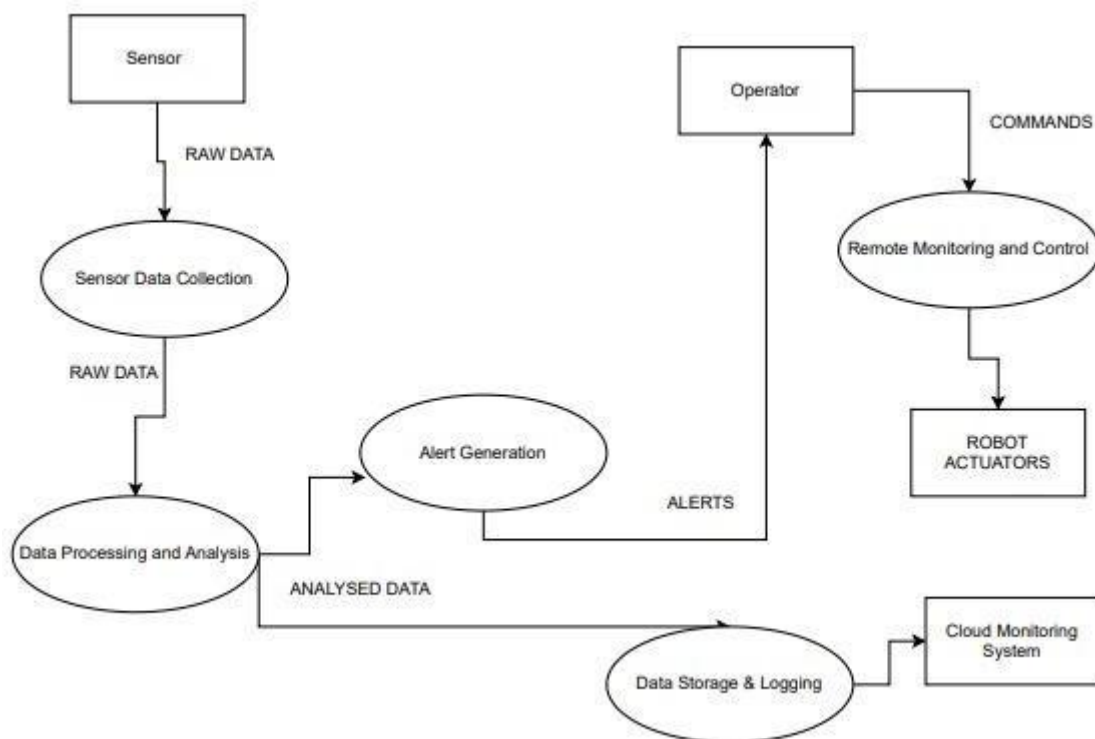 Sensor
Operator
COMMANDS
RAW DATA
Remote Monitoring and Control
Sensor Data Collection
RAW DATA
Alert Generation
ROBOT
ACTUATORS
ALERTS
Data Processing and Analysis
ANALYSED DATA
Cloud Monitoring
System
Data Storage & Logging